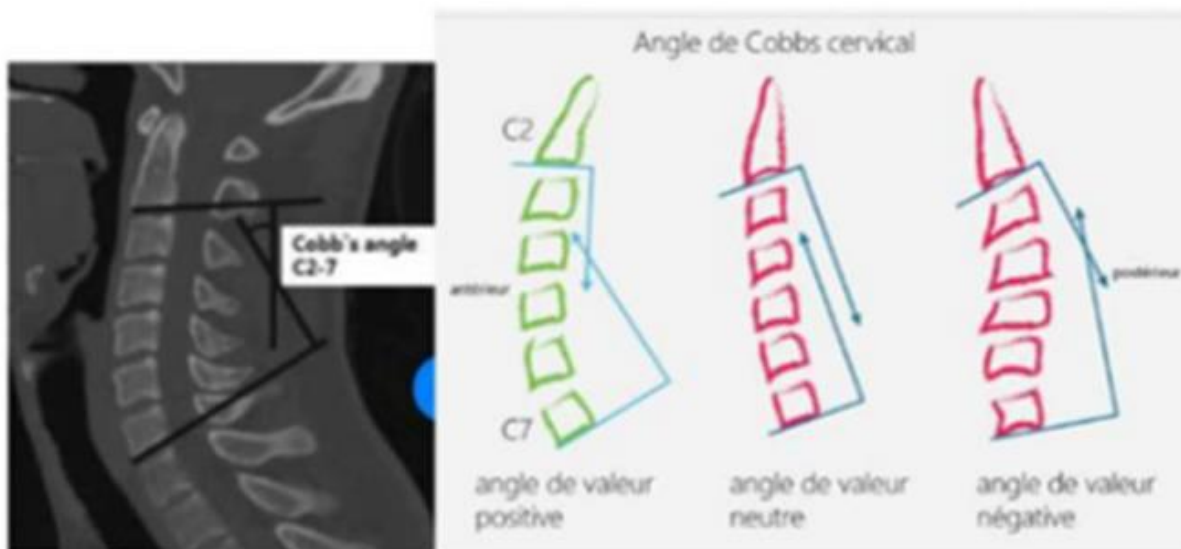 Angle de Cobbs cervical
C2
Cobb's angle
C2-7
antérieur
postérieur
C7
angle de valeur
positive
angle de valeur
neutre
angle de valeur
négative